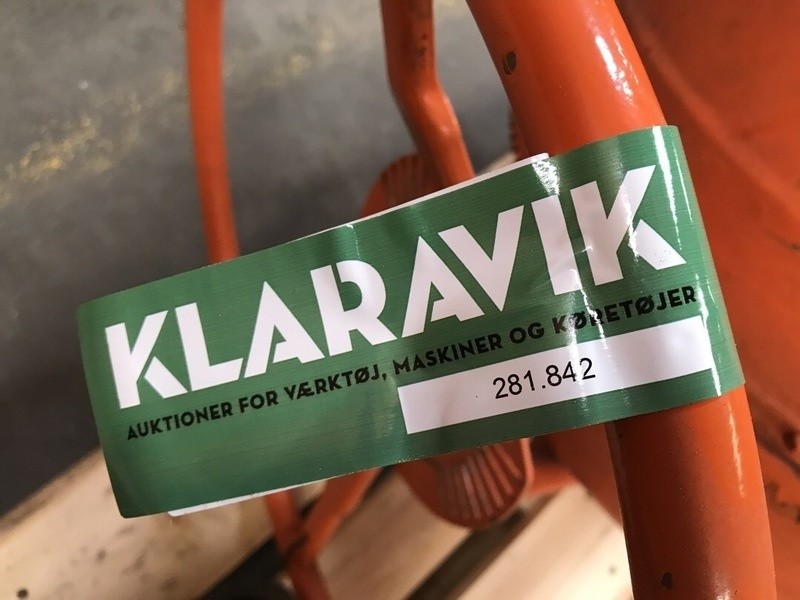 KLARAVIK
AUKTIONER FOR VÆRKTØJ, MASKINER OG KØRETØJER
281.842